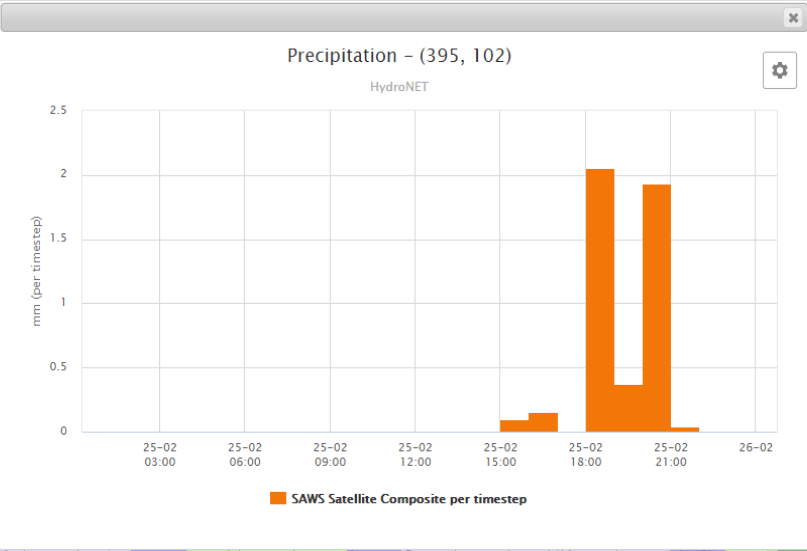 Precipitation – (395, 102)
HydroNET
mm (per timestep)
2.5
2
1.5
1
0.5
0
25-02 25-02 25-02 25-02 25-02 25-02 25-02 26-02
03:00 06:00 09:00 12:00 15:00 18:00 21:00
SAWS Satellite Composite per timestep